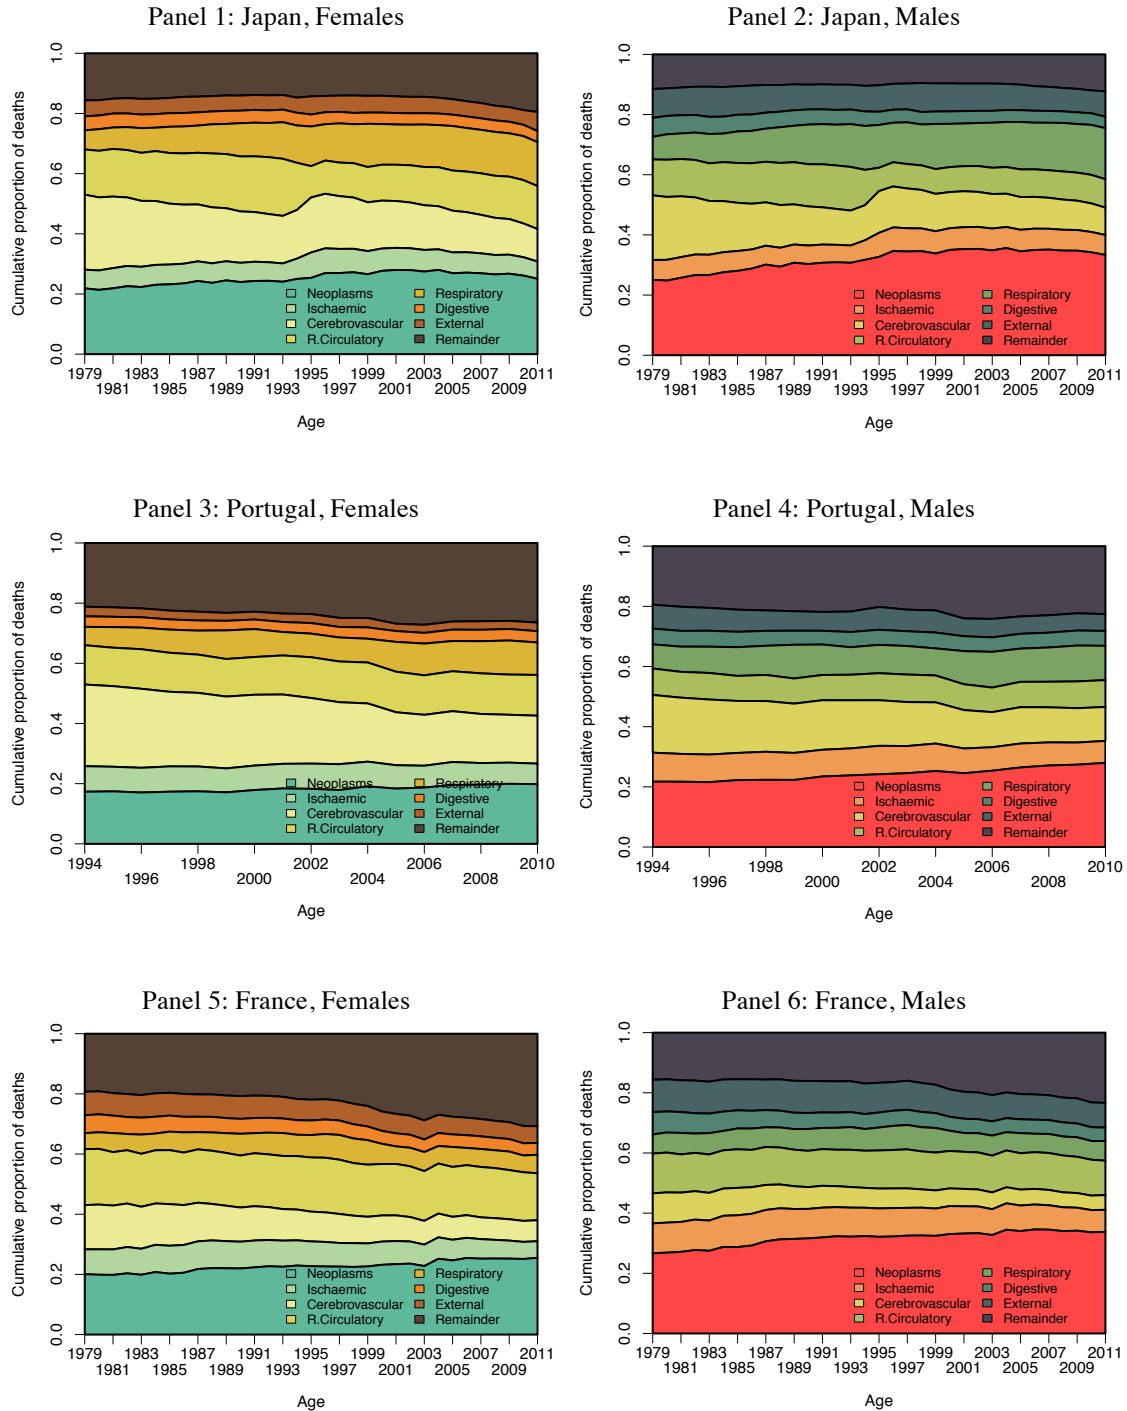 Panel 1: Japan, Females
Cumulative proportion of deaths
0.0 0.2 0.4 0.6 0.8 1.0
Neoplasms Respiratory
Ischaemic Digestive
Cerebrovascular External
R.Circulatory Remainder
1979 1983 1987 1991 1995 1999 2003 2007 2011
1981 1985 1989 1993 1997 2001 2005 2009
Age
Panel 2: Japan, Males
Cumulative proportion of deaths
0.0 0.2 0.4 0.6 0.8 1.0
Neoplasms Respiratory
Ischaemic Digestive
Cerebrovascular External
R.Circulatory Remainder
1979 1983 1987 1991 1995 1999 2003 2007 2011
1981 1985 1989 1993 1997 2001 2005 2009
Age
Panel 3: Portugal, Females
Cumulative proportion of deaths
0.0 0.2 0.4 0.6 0.8 1.0
Neoplasms Respiratory
Ischaemic Digestive
Cerebrovascular External
R.Circulatory Remainder
1994 1998 2002 2006 2010
1996 2000 2004 2008
Age
Panel 4: Portugal, Males
Cumulative proportion of deaths
0.0 0.2 0.4 0.6 0.8 1.0
Neoplasms Respiratory
Ischaemic Digestive
Cerebrovascular External
R.Circulatory Remainder
1994 1998 2002 2006 2010
1996 2000 2004 2008
Age
Panel 5: France, Females
Cumulative proportion of deaths
0.0 0.2 0.4 0.6 0.8 1.0
Neoplasms Respiratory
Ischaemic Digestive
Cerebrovascular External
R.Circulatory Remainder
1979 1983 1987 1991 1995 1999 2003 2007 2011
1981 1985 1989 1993 1997 2001 2005 2009
Age
Panel 6: France, Males
Cumulative proportion of deaths
0.0 0.2 0.4 0.6 0.8 1.0
Neoplasms Respiratory
Ischaemic Digestive
Cerebrovascular External
R.Circulatory Remainder
1979 1983 1987 1991 1995 1999 2003 2007 2011
1981 1985 1989 1993 1997 2001 2005 2009
Age